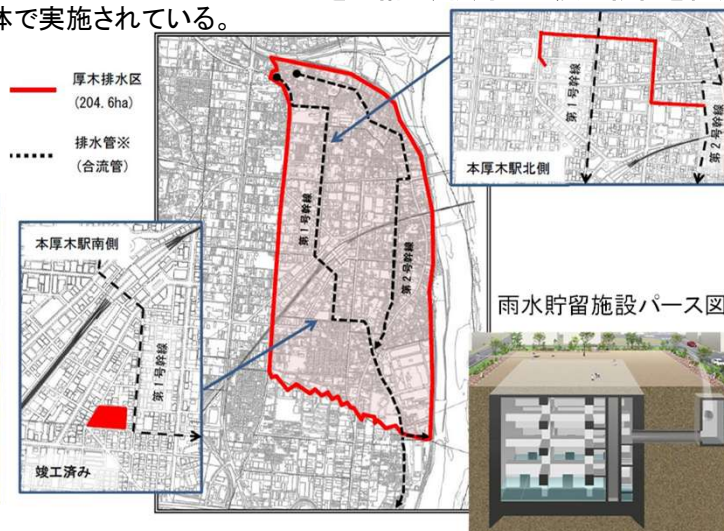 体で実施されている。
厚木排水区
(204.6ha)
排水管※
(合流管)
第1号幹線
第2号幹線
第1号幹線
第2号幹線
本厚木駅北側
本厚木駅南側
第1号幹線
竣工済み
雨水貯留施設パース図